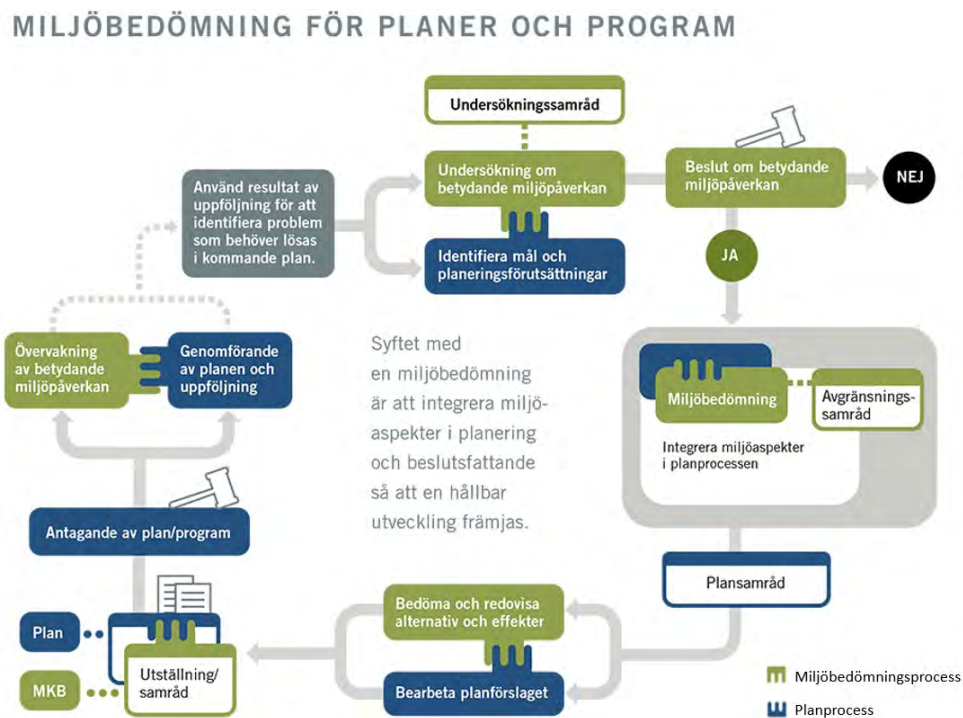 MILJÖBEDÖMNING FÖR PLANER OCH PROGRAM
Undersökningssamråd
Undersökning om
betydande miljöpåverkan
Beslut om betydande
miljöpåverkan
NEJ
Använd resultat av
uppföljning för att
identifiera problem
som behöver lösas
i kommande plan.
Identifiera mål och
planeringsförutsättningar
JA
Övervakning
av betydande
miljöpåverkan
Genomförande
av planen och
uppföljning
Syftet med
en miljöbedömning
är att integrera miljö-
aspekter i planering
och beslutsfattande
så att en hållbar
utveckling främjas.
Miljöbedömning
Avgränsnings-
samråd
Integrera miljöaspekter
i planprocessen
Antagande av plan/program
Plansamråd
Bedöma och redovisa
alternativ och effekter
Plan
MKB
Utställning/
samråd
Bearbeta planförslaget
Miljöbedömningsprocess
Planprocess